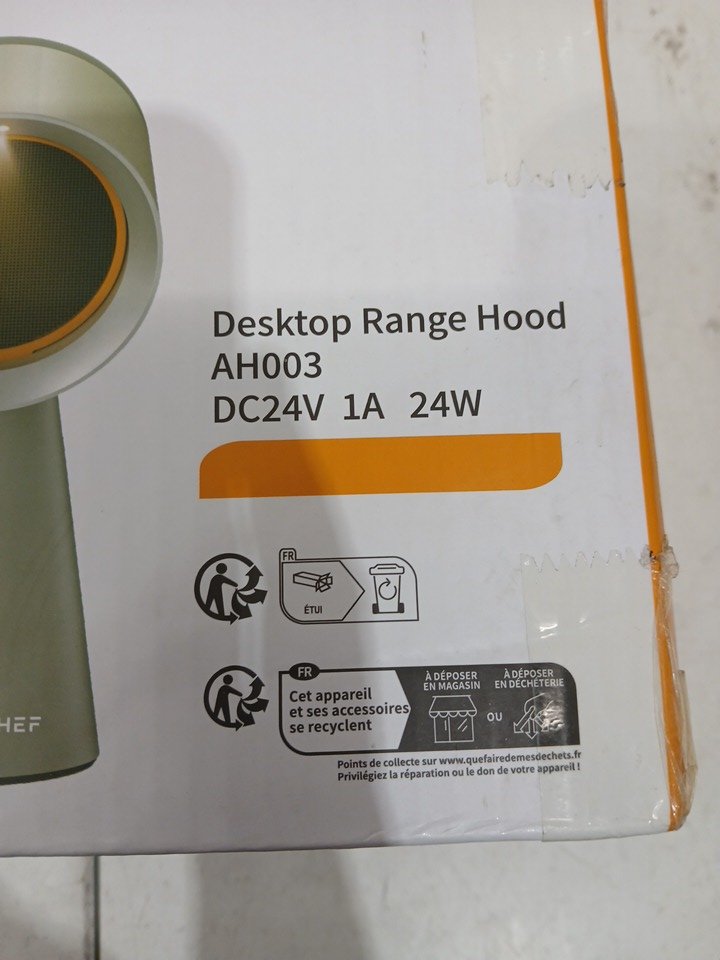 Desktop Range Hood
AH003
DC24V 1A 24W
FR
ÉTUI
FR
Cet appareil
et ses accessoires
se recyclent
À DÉPOSER
EN MAGASIN
OU
À DÉPOSER
EN DÉCHÈTERIE
Points de collecte sur www.quefairedemesdechets.fr
Privilégiez la réparation ou le don de votre appareil !
HEF